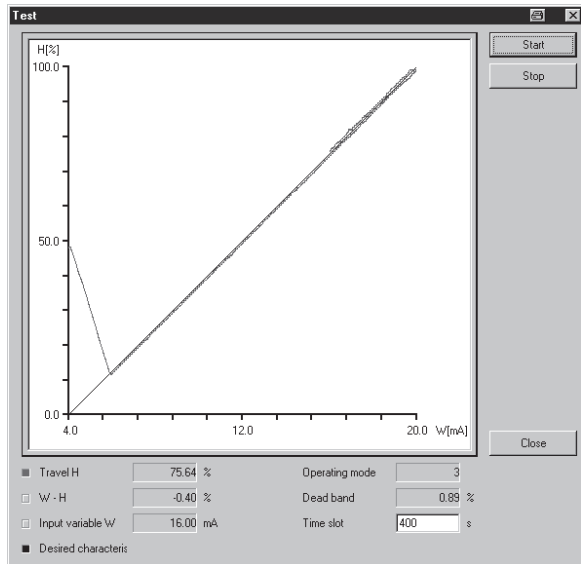 Test
H[%]
100.0
50.0
0.0
4.0 12.0 20.0 W[mA]
Start
Stop
Close
Travel H 75.64 % Operating mode 3
W - H -0.40 % Dead band 0.89 %
Input variable W 16.00 mA Time slot 400 s
Desired characteris